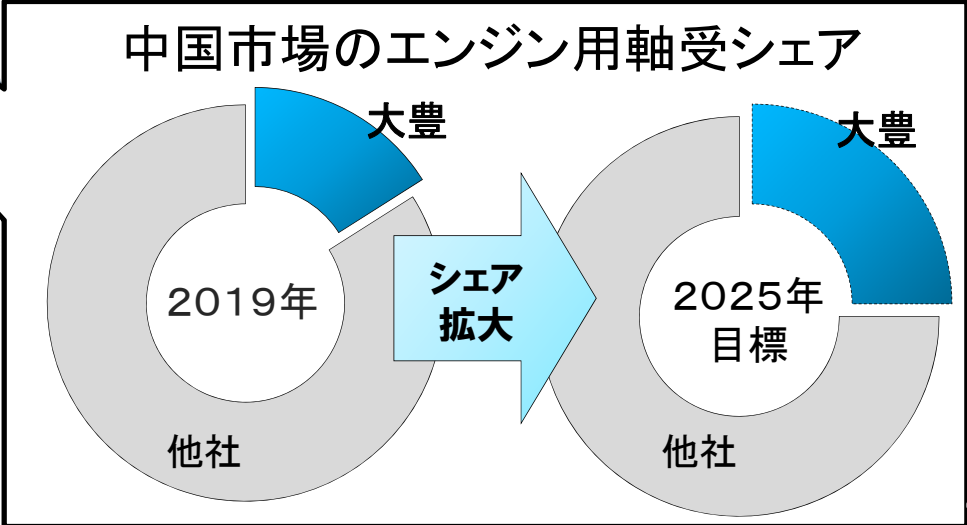 中国市場のエンジン用軸受シェア
大豊
2019年
他社
シェア
拡大
大豊
2025年
目標
他社